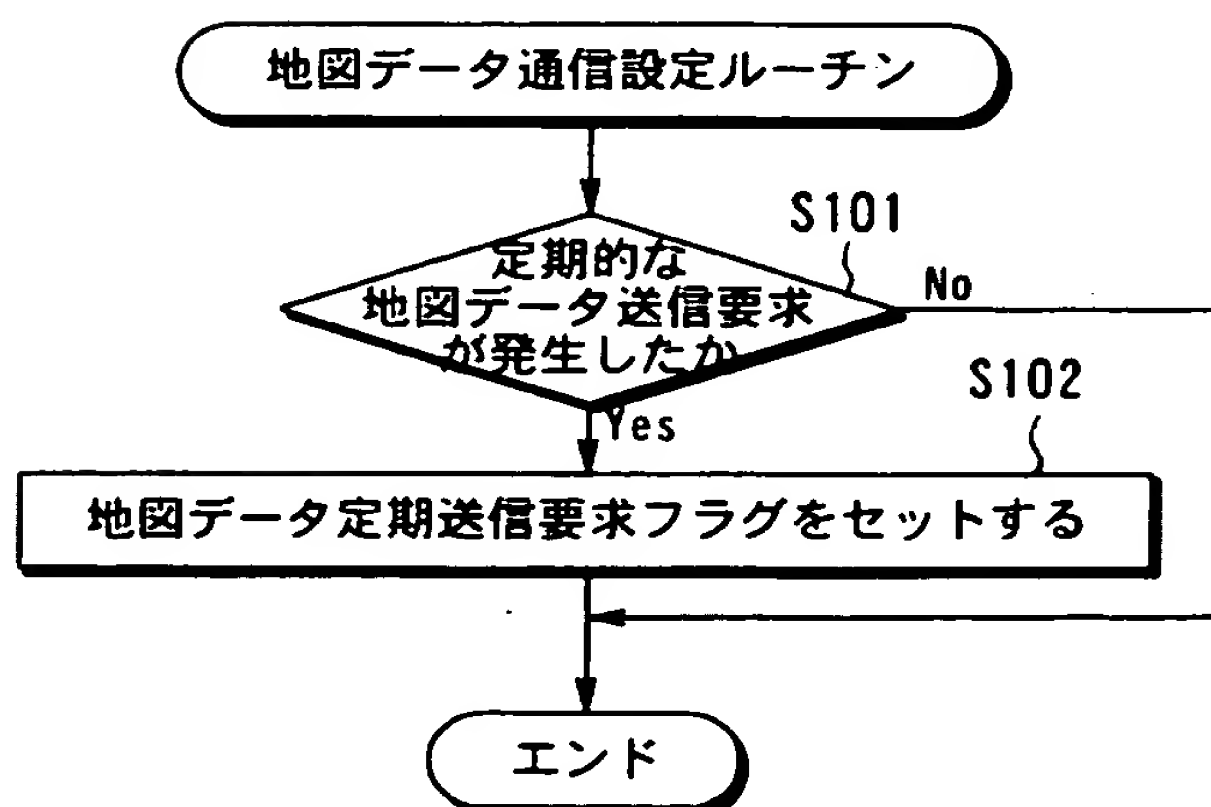 地図データ通信設定ルーチン
S101
定期的な
地図データ送信要求
が発生したか
No
Yes
S102
地図データ定期送信要求フラグをセットする
エンド